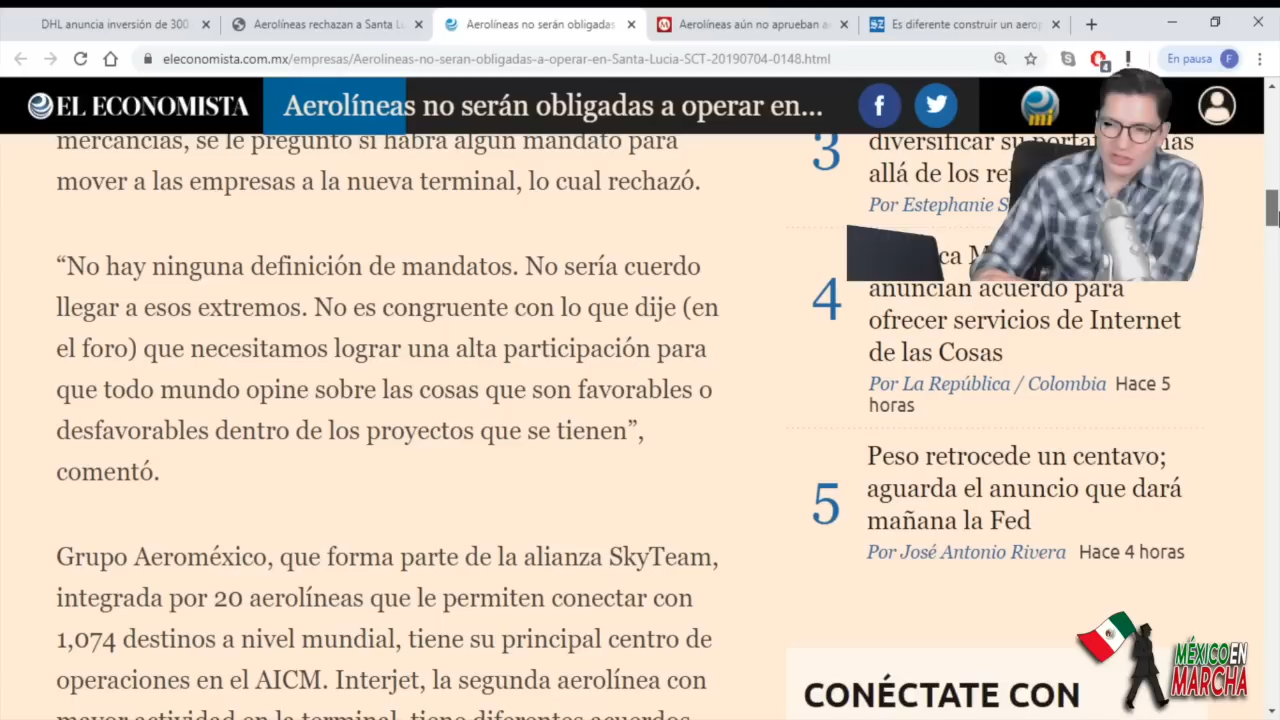 DHL anuncia inversión de 300
Aerolíneas rechazan a Santa Lu
Aerolíneas no serán obligadas
Aerolíneas aún no aprueban a
Es diferente construir un aerop
eleconomista.com.mx/empresas/Aerolineas-no-seran-obligadas-a-operar-en-Santa-Lucia-SCT-20190704-0148.html
4
En pausa
F
EL ECONOMISTA
Aerolíneas no serán obligadas a operar en...
mi
mercancías, se le preguntó si habrá algún mandato para
mover a las empresas a la nueva terminal, lo cual rechazó.
“No hay ninguna definición de mandatos. No sería cuerdo
llegar a esos extremos. No es congruente con lo que dije (en
el foro) que necesitamos lograr una alta participación para
que todo mundo opine sobre las cosas que son favorables o
desfavorables dentro de los proyectos que se tienen”,
comentó.
Grupo Aeroméxico, que forma parte de la alianza SkyTeam,
integrada por 20 aerolíneas que le permiten conectar con
1,074 destinos a nivel mundial, tiene su principal centro de
operaciones en el AICM. Interjet, la segunda aerolínea con
mayor actividad en la terminal, tiene diferentes acuerdos
3
diversificar su
allá de los
Por Estephanie
4
anuncian acuerdo para
ofrecer servicios de Internet
de las Cosas
Por La República / Colombia Hace 5
horas
5
Peso retrocede un centavo;
aguarda el anuncio que dará
mañana la Fed
Por José Antonio Rivera Hace 4 horas
CONÉCTATE CON
MÉXICO EN
MARCHA